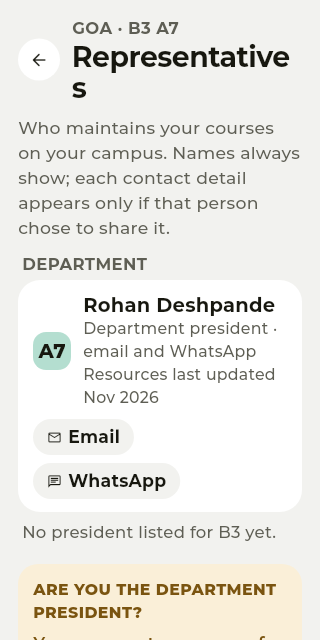 GOA · B3 A7
Representative
s
Who maintains your courses
on your campus. Names always
show; each contact detail
appears only if that person
chose to share it.
DEPARTMENT
A7
Rohan Deshpande
Department president ·
email and WhatsApp
Resources last updated
Nov 2026
Email
WhatsApp
No president listed for B3 yet.
ARE YOU THE DEPARTMENT
PRESIDENT?